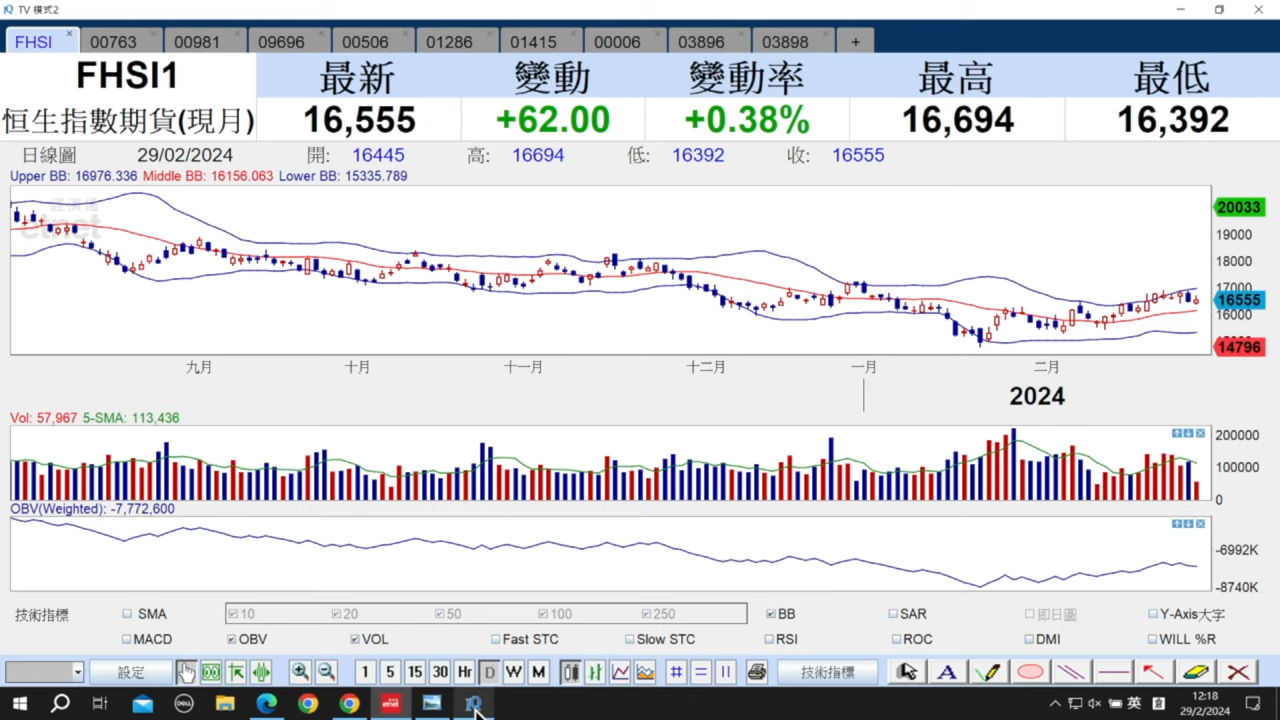 TV 模式2
FHSI 00763 00981 09696 00506 01286 01415 00006 03896 03898 +
FHSI1 最新 變動 變動率 最高 最低
恒生指數期貨(現月) 16,555 +62.00 +0.38% 16,694 16,392
日線圖 29/02/2024 開: 16445 高: 16694 低: 16392 收: 16555
Upper BB: 16976.336 Middle BB: 16156.063 Lower BB: 15335.789
經濟通
etnet
20033
19000
18000
17000
16555
16000
14796
九月 十月 十一月 十二月 一月 二月
2024
Vol: 57,967 5-SMA: 113,436
200000
100000
0
OBV(Weighted): -7,772,600
-6992K
-8740K
技術指標 SMA 10 20 50 100 250 BB SAR 即日圖 Y-Axis大字
MACD OBV VOL Fast STC Slow STC RSI ROC DMI WILL %R
設定 1 5 15 30 Hr D W M 技術指標 A
DELL etnet IQ 英 12:18
29/2/2024